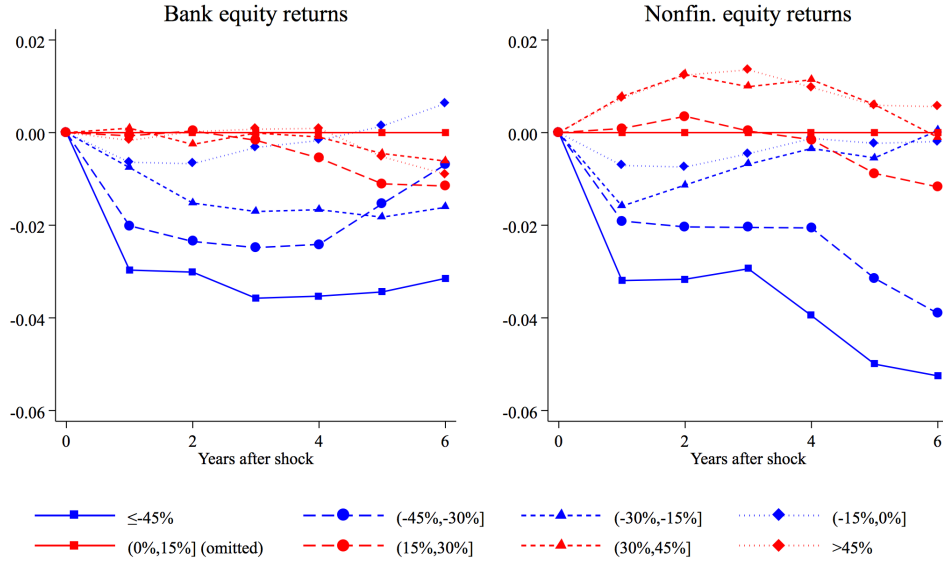 Bank equity returns
Nonfin. equity returns
0.02
0.00
-0.02
-0.04
-0.06
0 2 4 6
Years after shock
0.02
0.00
-0.02
-0.04
-0.06
0 2 4 6
Years after shock
≤-45% (-45%,-30%] (-30%,-15%] (-15%,0%]
(0%,15%] (omitted) (15%,30%] (30%,45%] >45%